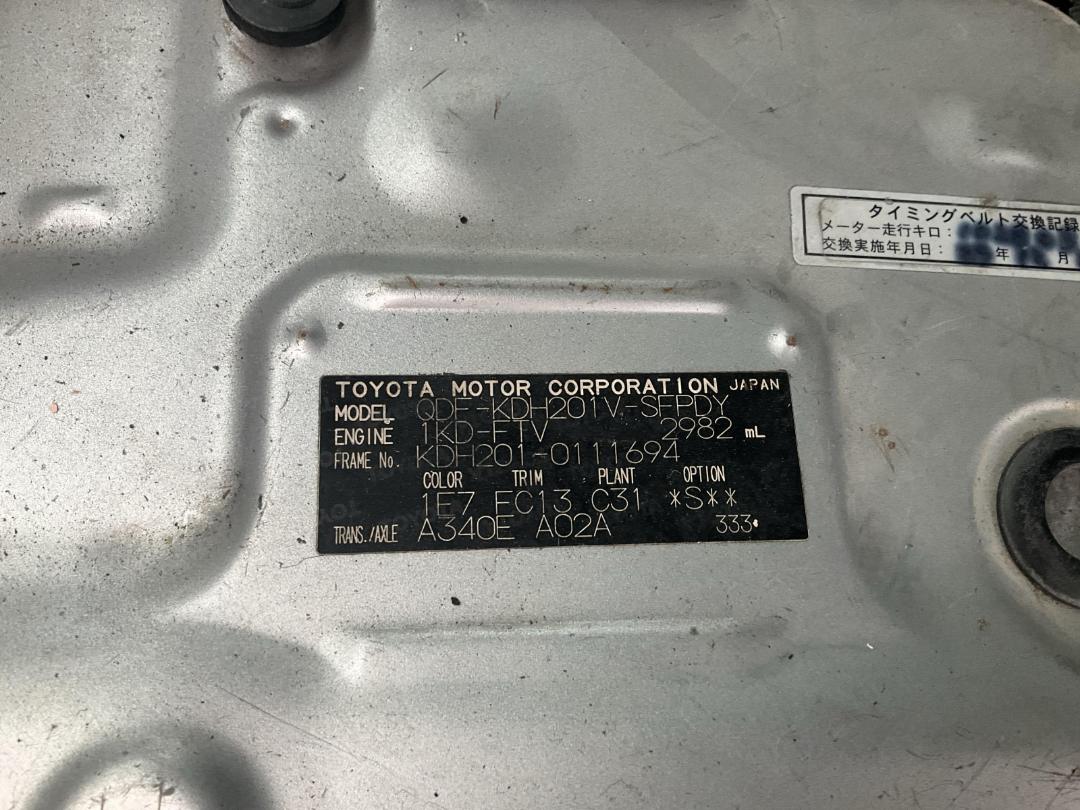 タイミングベルト交換記録
メーター走行キロ:
交換実施年月日: 年 月
TOYOTA MOTOR CORPORATION JAPAN
MODEL QDF-KDH201V-SFPDY
ENGINE 1KD-FTV 2982 mL
FRAME No. KDH201-0111694
COLOR TRIM PLANT OPTION
1E7 FC13 C31 *S**
TRANS./AXLE A340E A02A 333